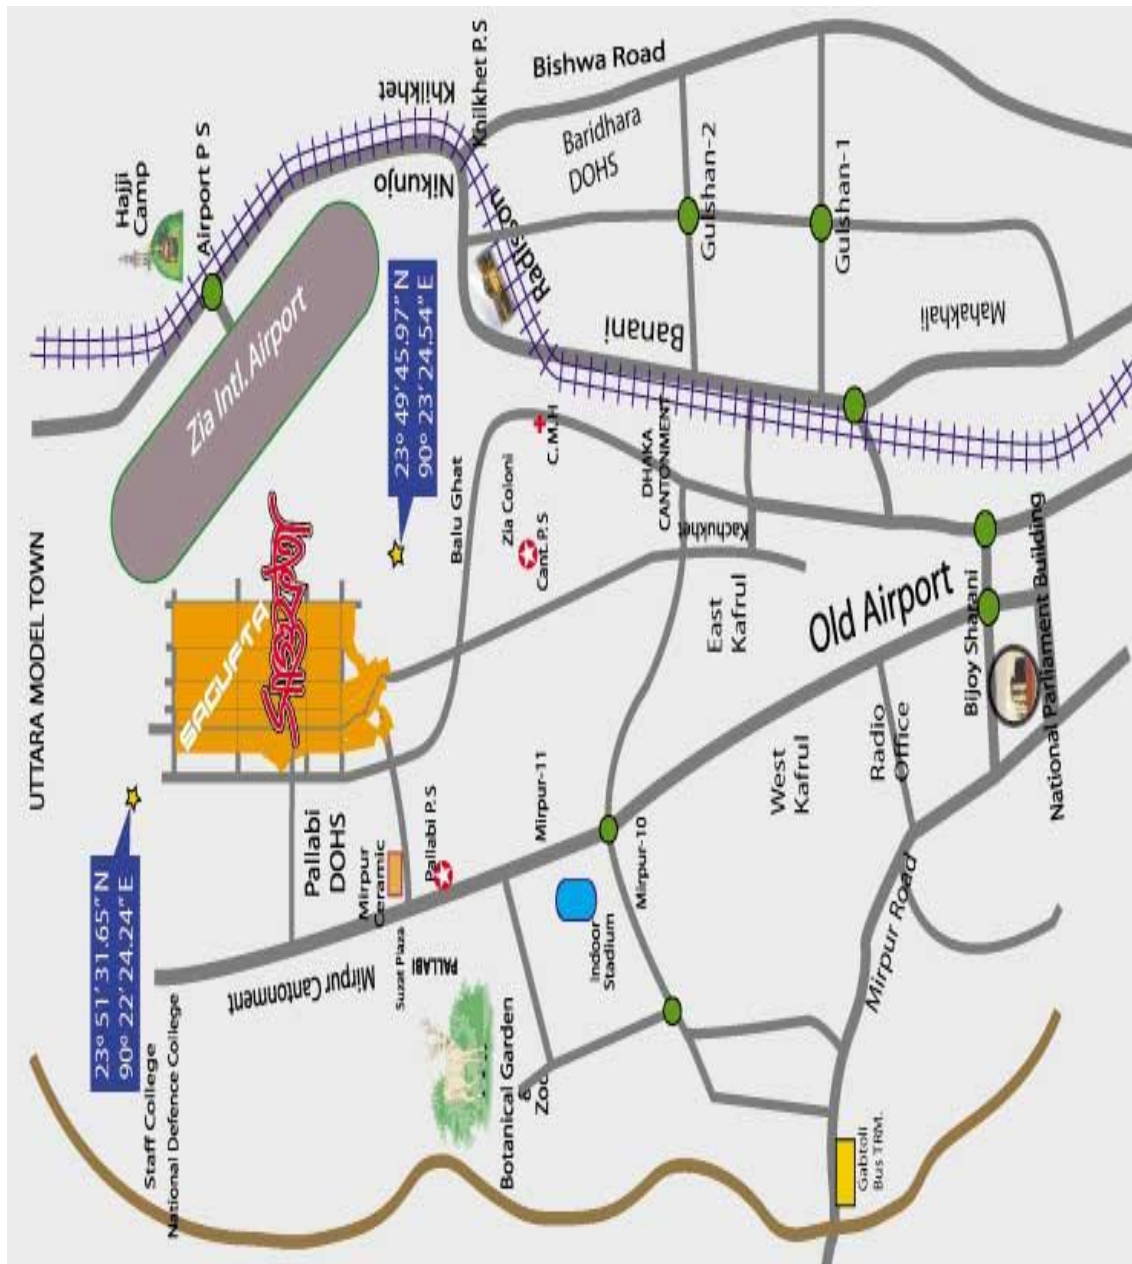 UTTARA MODEL TOWN
23° 51' 31.65" N
90° 22' 24.24" E
Staff College
National Defence College
Hajji
Camp
Airport P S
Zia Intl. Airport
SAGUFTA
Mirpur Cantonment
Pallabi
DOHS
Mirpur
Ceramic
Suzat Plaza
Pallabi P.S
PALLABI
23° 49' 45.97" N
90° 23' 24.54" E
Khilkhet
Nikunjo
Khilkhet P.S
Balu Ghat
Zia Coloni
Cant. P.S
C.M.H
Radisson
Bishwa Road
Baridhara
DOHS
Botanical Garden
&
Zoo
Mirpur-11
Indoor
Stadium
Mirpur-10
Banani
DHAKA
CANTONMENT
Kachukhet
East
Kafrul
Gulshan-2
West
Kafrul
Old Airport
Gulshan-1
Radio
Office
Mirpur Road
Gabtoli
Bus TRM.
Mahakhali
Bijoy Sharani
National Parliament Building